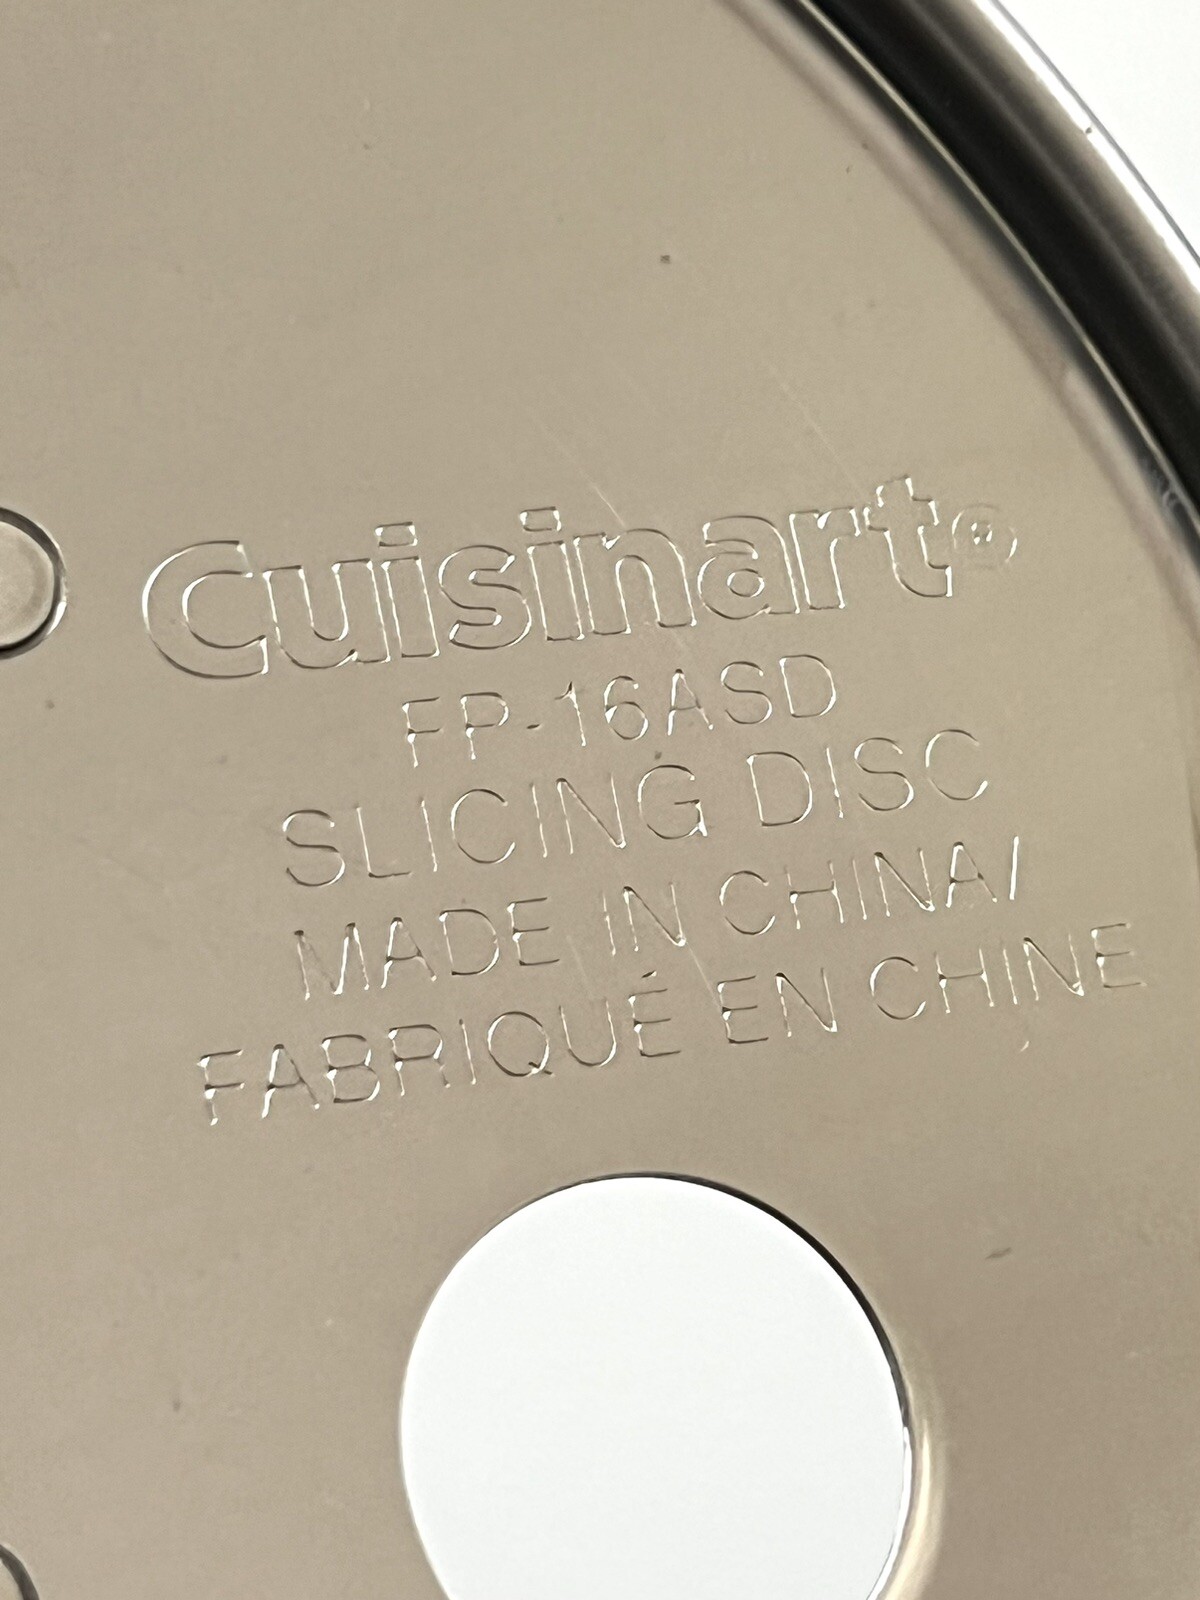 Cuisinart®
FP-16ASD
SLICING DISC
MADE IN CHINA/
FABRIQUÉ EN CHINE